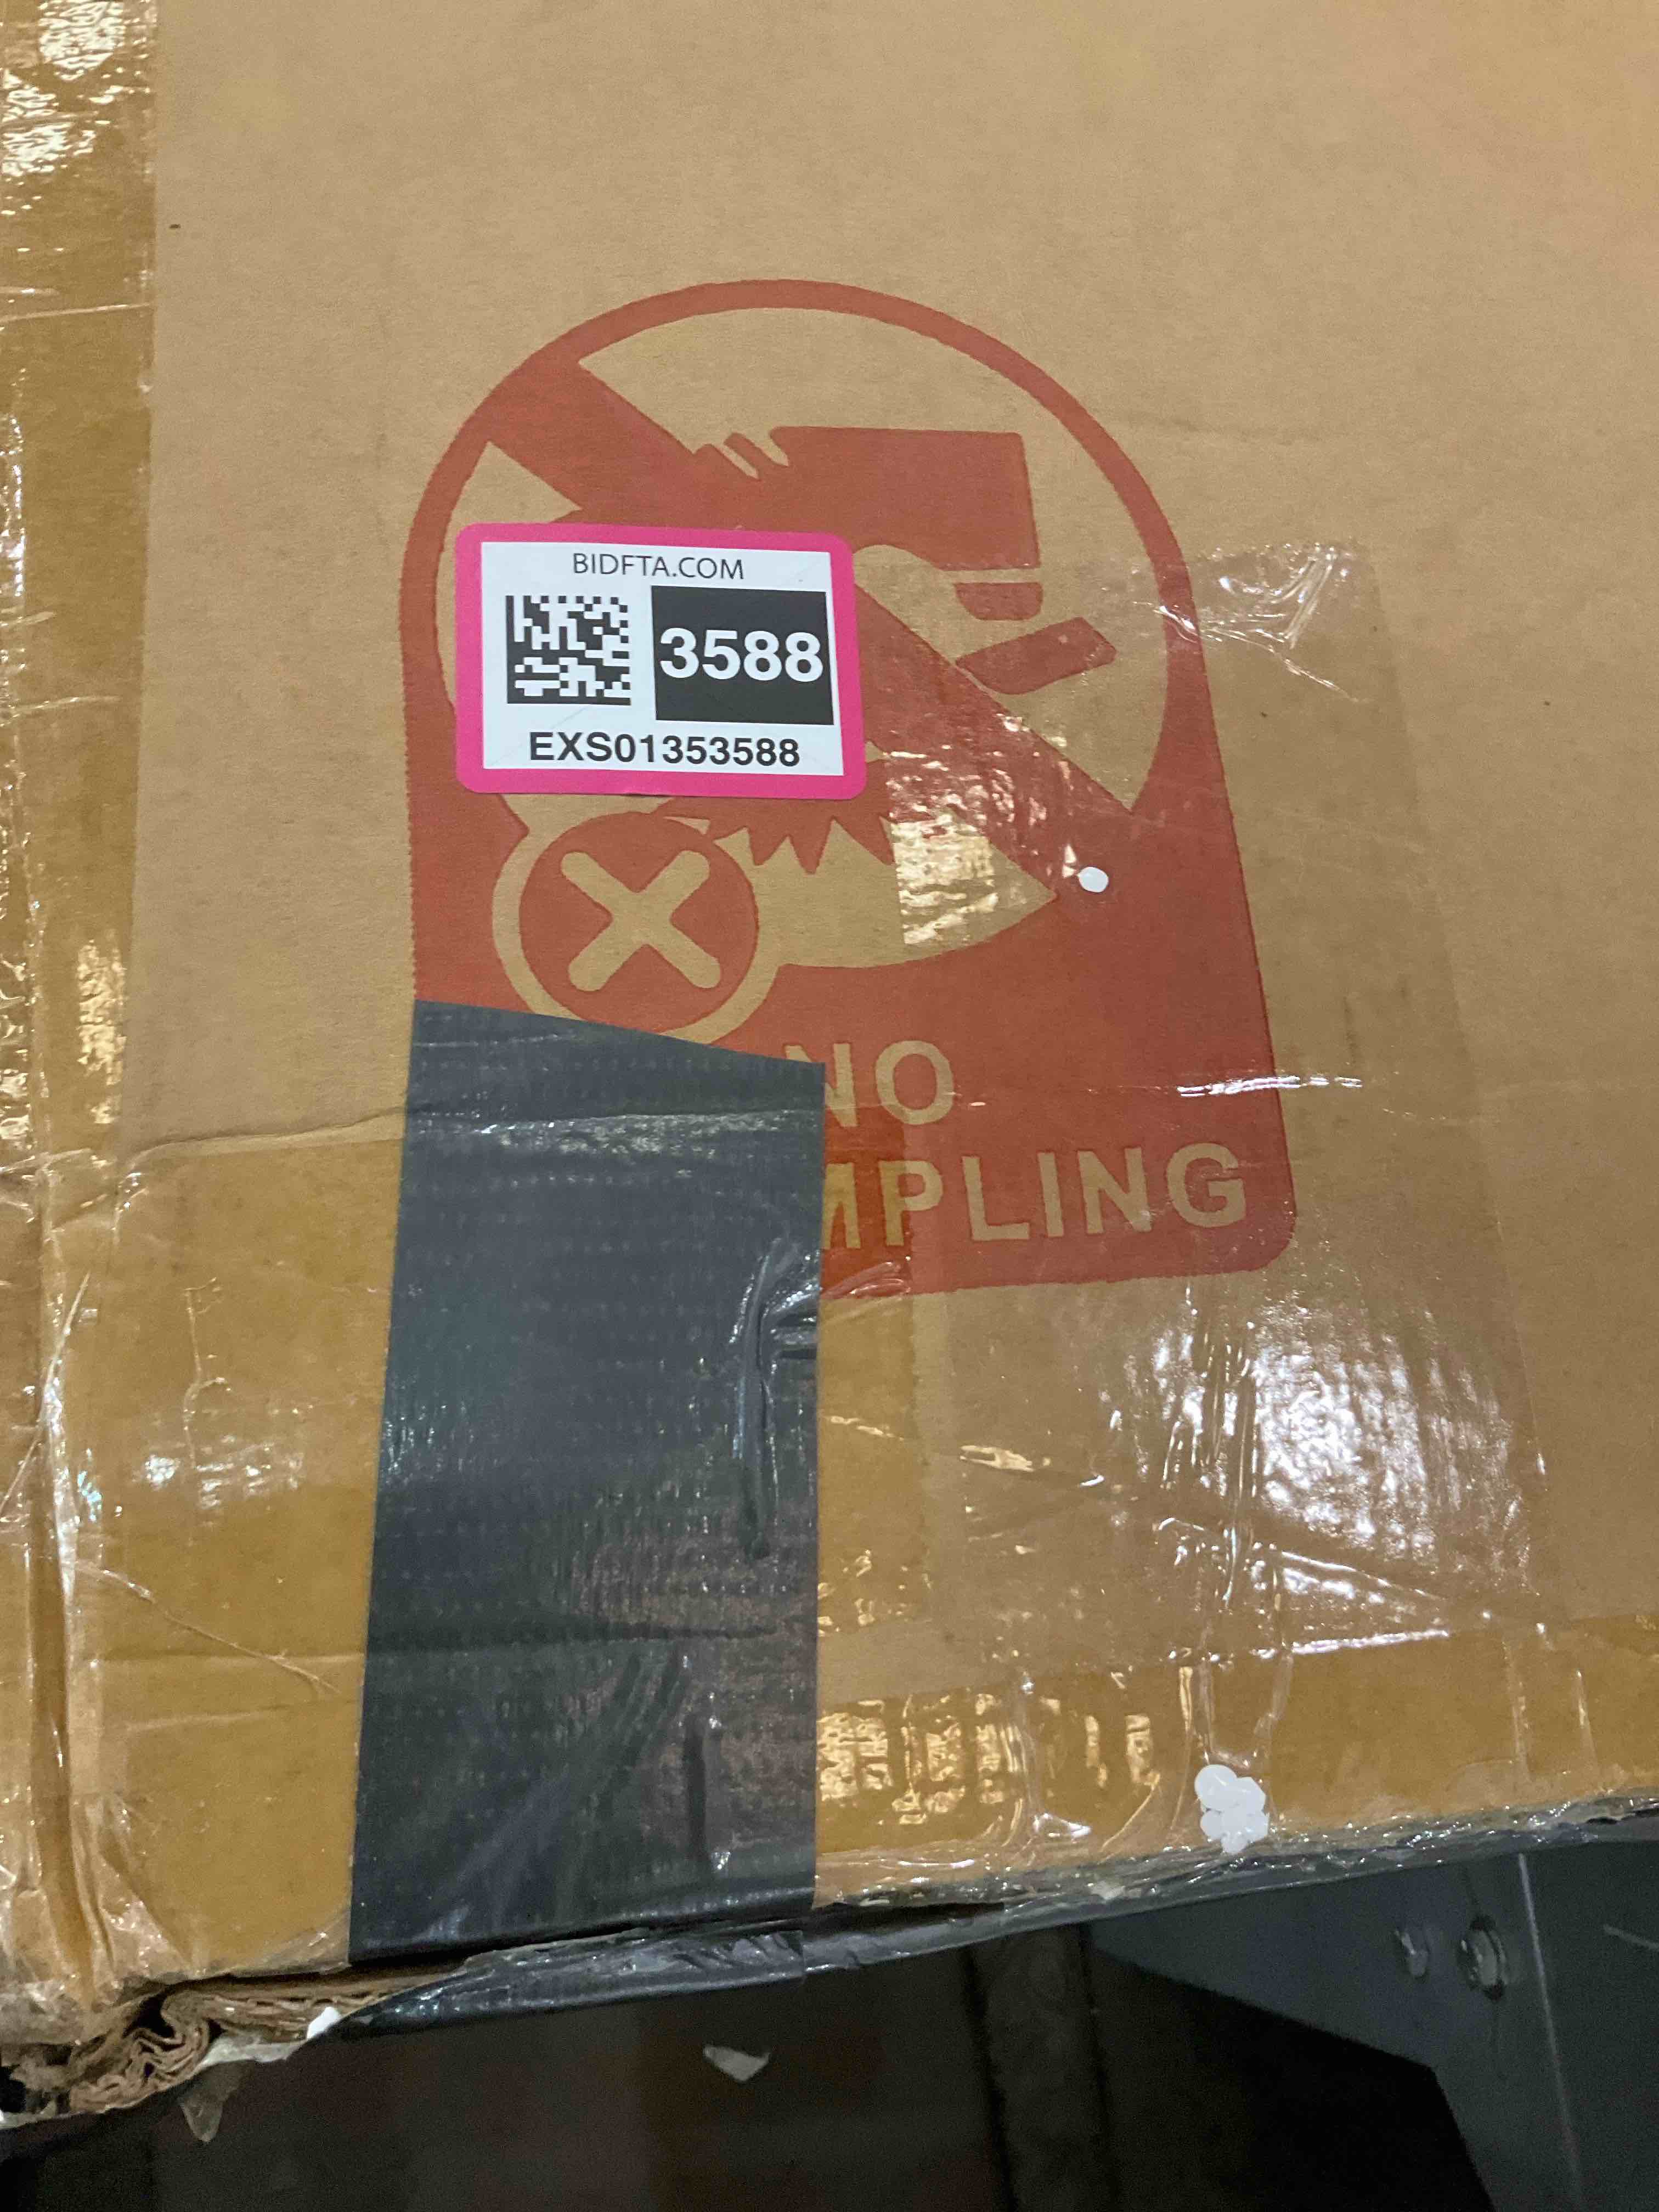 BIDFTA.COM
3588
EXS01353588
NO
MPLING